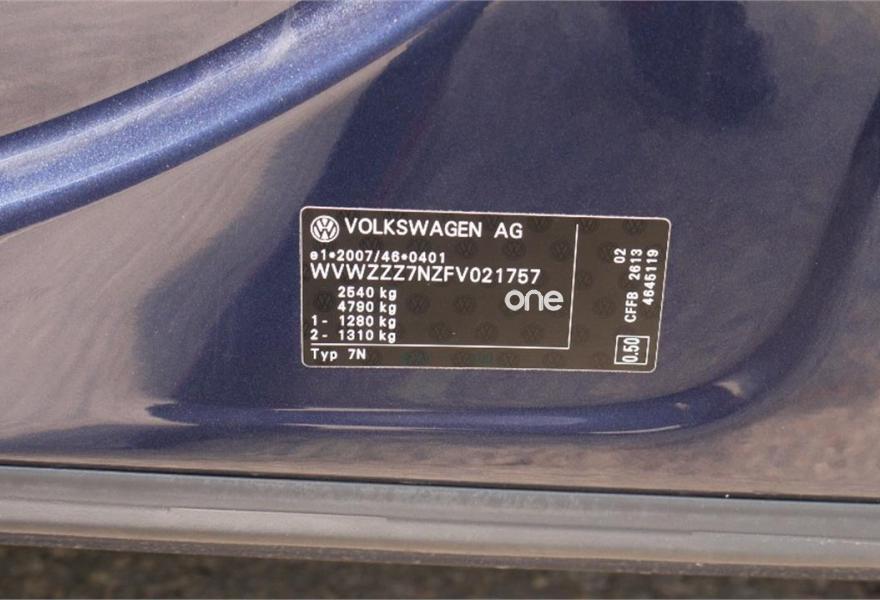 VOLKSWAGEN AG
e1*2007/46*0401
WVWZZZ7NZFV021757
2540 kg
4790 kg
1- 1280 kg
2- 1310 kg
Typ 7N
one
02
CFFB 2613
4645119
0.50